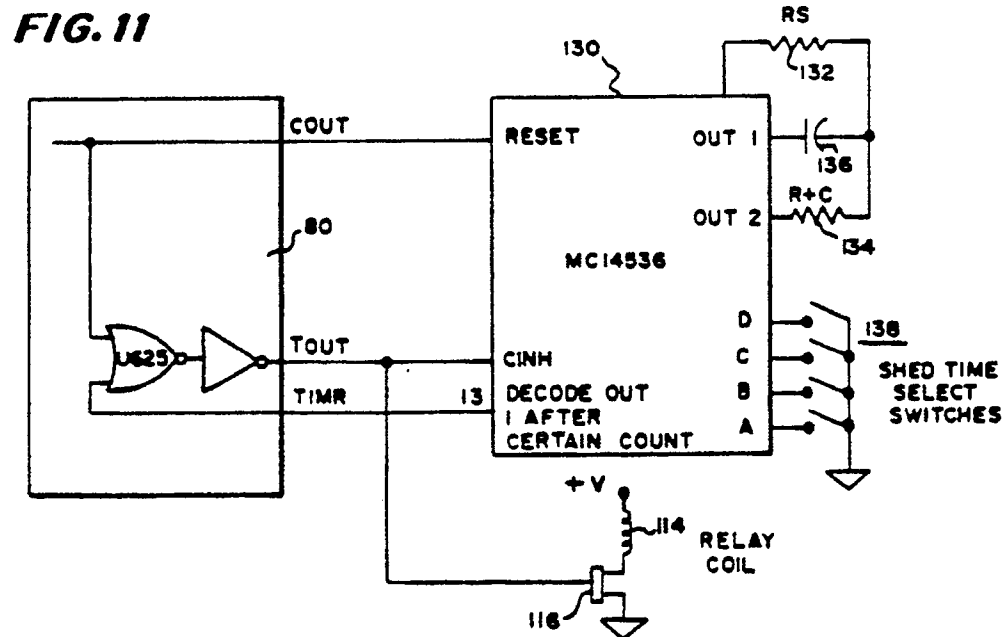 FIG. 11
RS
130
132
COUT
RESET
OUT 1
136
R+C
80
OUT 2
134
MC14536
D
138
U625
TOUT
CINH
C
SHED TIME
SELECT
SWITCHES
TIMR
13
DECODE OUT
1 AFTER
CERTAIN COUNT
B
A
+V
114
RELAY
COIL
116